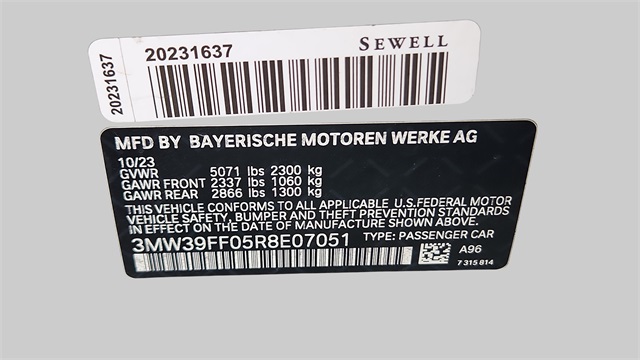 20231637
20231637 SEWELL
MFD BY BAYERISCHE MOTOREN WERKE AG
10/23
GVWR 5071 lbs 2300 kg
GAWR FRONT 2337 lbs 1060 kg
GAWR REAR 2866 lbs 1300 kg
THIS VEHICLE CONFORMS TO ALL APPLICABLE U.S.FEDERAL MOTOR
VEHICLE SAFETY, BUMPER AND THEFT PREVENTION STANDARDS
IN EFFECT ON THE DATE OF MANUFACTURE SHOWN ABOVE.
3MW39FF05R8E07051 TYPE: PASSENGER CAR
A96
7 315 814